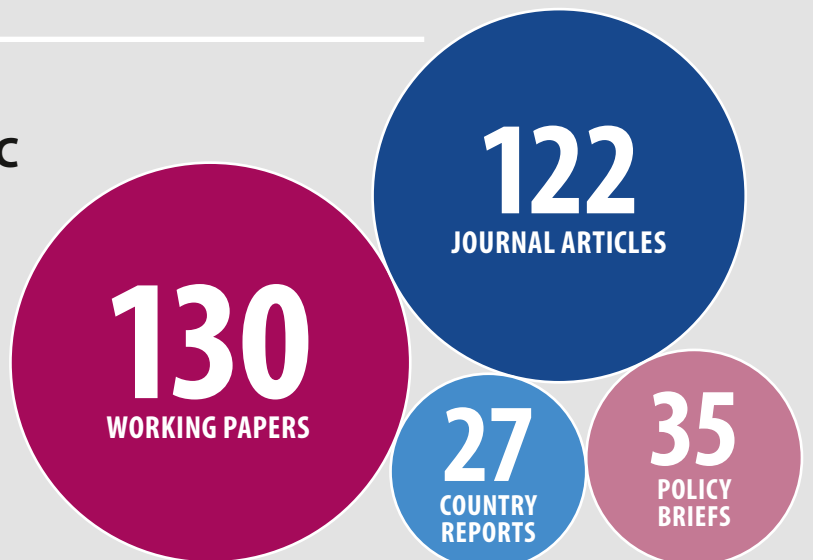 C
122
JOURNAL ARTICLES
130
WORKING PAPERS
27
COUNTRY
REPORTS
35
POLICY
BRIEFS